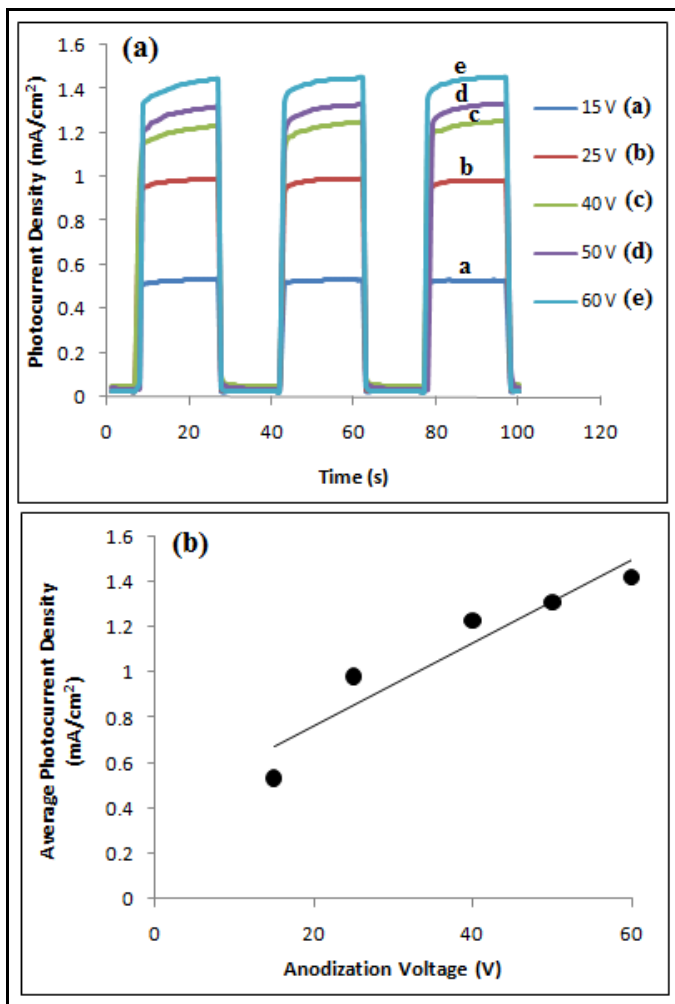 (a)
Photocurrent Density (mA/cm²)
1.6
1.4
1.2
1
0.8
0.6
0.4
0.2
0
0 20 40 60 80 100 120
Time (s)
e
d
c
b
a
15 V (a)
25 V (b)
40 V (c)
50 V (d)
60 V (e)
(b)
Average Photocurrent Density
(mA/cm²)
1.6
1.4
1.2
1
0.8
0.6
0.4
0.2
0
0 20 40 60
Anodization Voltage (V)